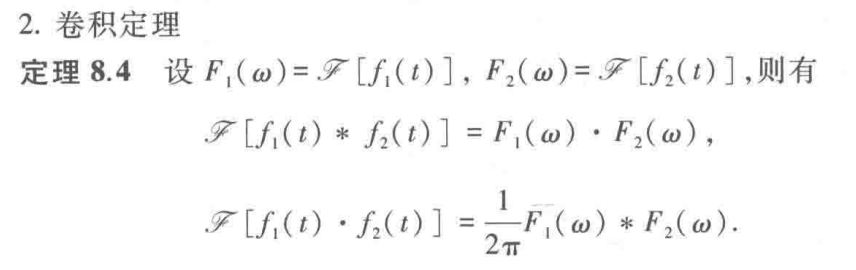 2. 卷积定理
定理 8.4 设 F₁(ω)=ℱ[f₁(t)], F₂(ω)=ℱ[f₂(t)],则有
ℱ[f₁(t) * f₂(t)] = F₁(ω) · F₂(ω),
ℱ[f₁(t) · f₂(t)] = \frac{1}{2π}F₁(ω) * F₂(ω).